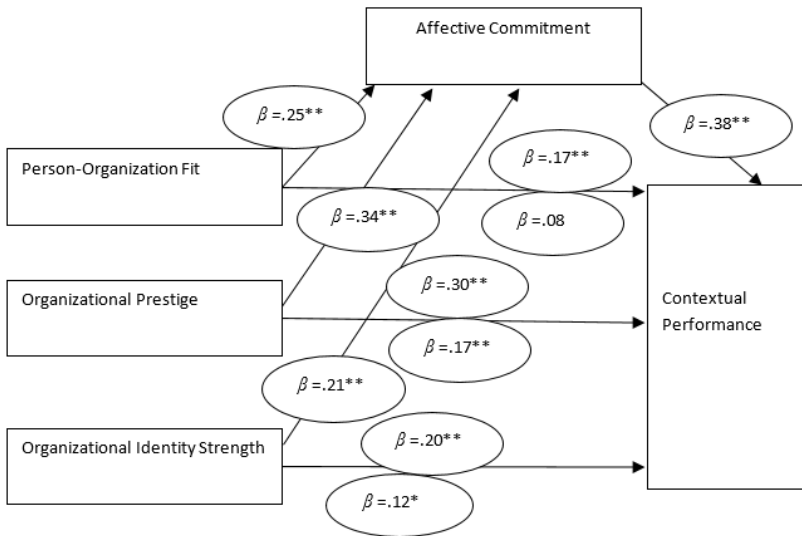 Affective Commitment
β =.25**
β =.38**
Person-Organization Fit
β =.17**
β =.34**
β =.08
Organizational Prestige
β =.30**
Contextual
Performance
β =.17**
β =.21**
Organizational Identity Strength
β =.20**
β =.12*